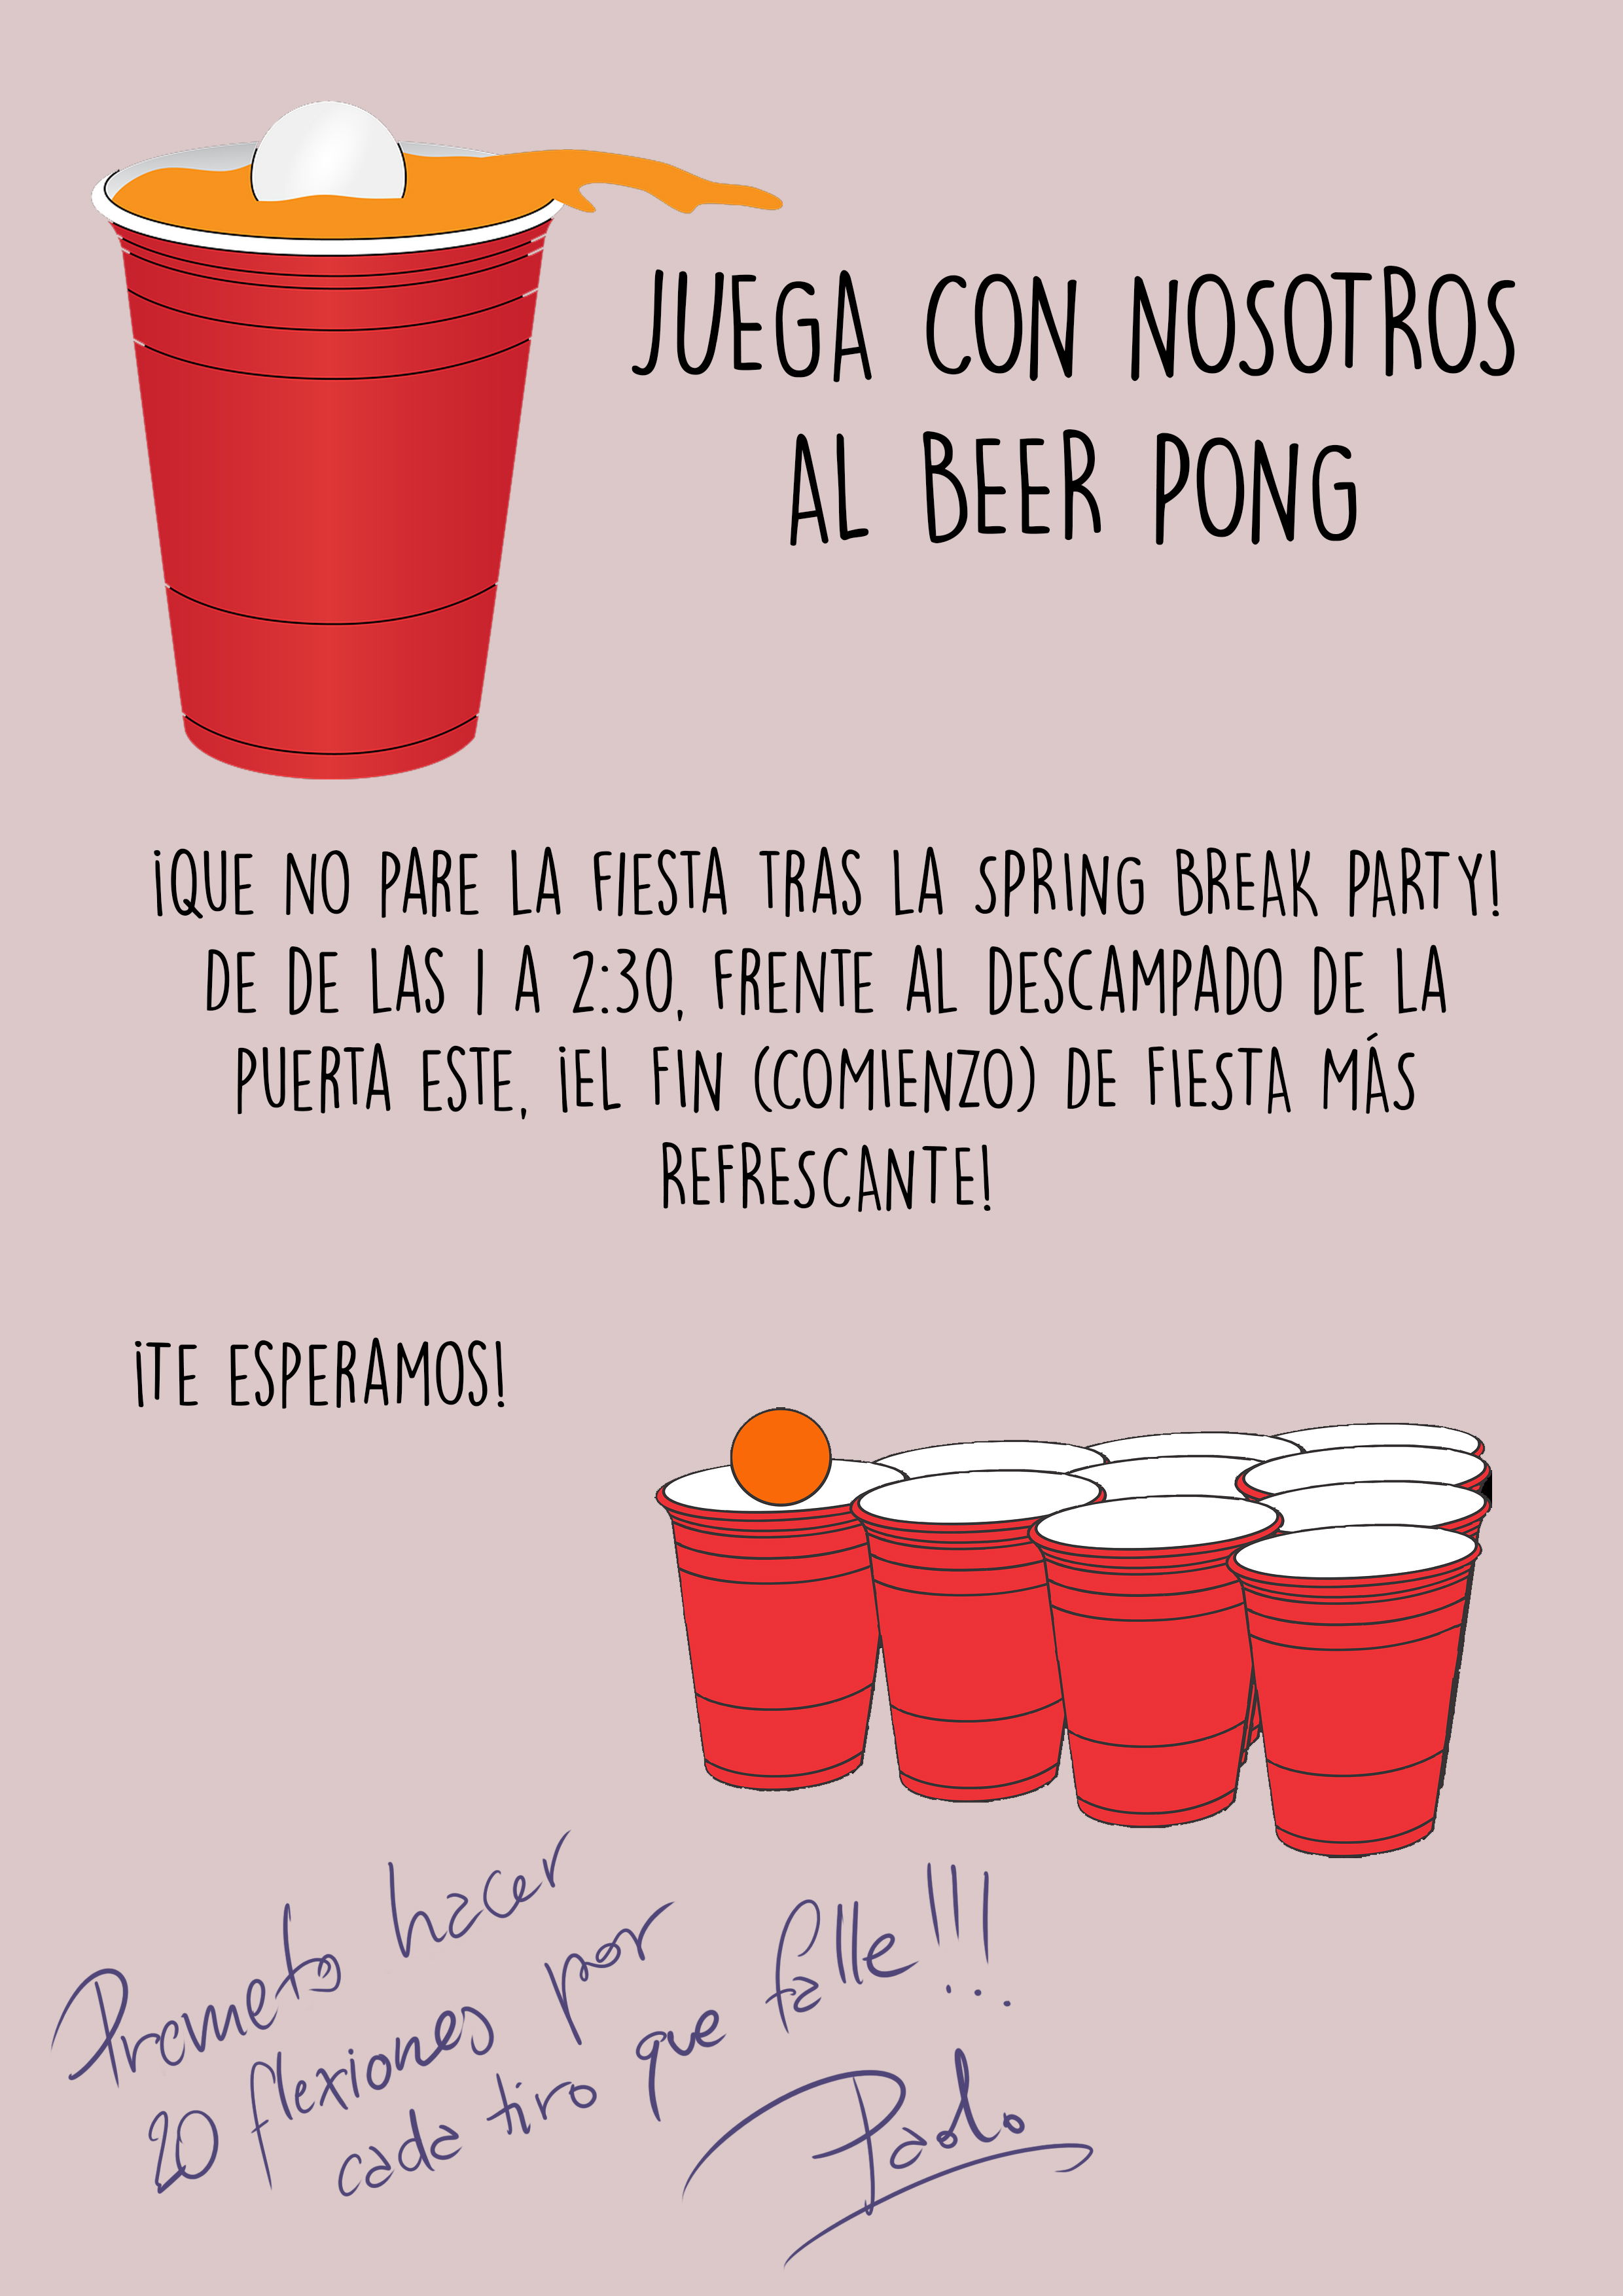 JUEGA CON NOSOTROS
AL BEER PONG
¡QUE NO PARE LA FIESTA TRAS LA SPRING BREAK PARTY!
DE DE LAS 1 A 2:30, FRENTE AL DESCAMPADO DE LA
PUERTA ESTE, ¡EL FIN (COMIENZO) DE FIESTA MÁS
REFRESCANTE!
¡TE ESPERAMOS!
Prometo hacer
20 flexiones por
cada tiro que falle!!!
Paolo